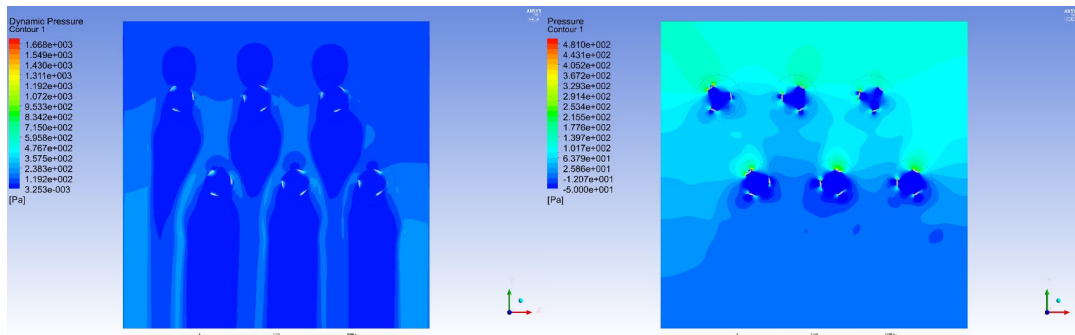 ANSYS
Dynamic Pressure
Contour 1
1.668e+003
1.549e+003
1.430e+003
1.311e+003
1.192e+003
1.072e+003
9.533e+002
8.342e+002
7.150e+002
5.958e+002
4.767e+002
3.575e+002
2.383e+002
1.192e+002
3.253e-003
[Pa]
ANSYS
Pressure
Contour 1
4.810e+002
4.431e+002
4.052e+002
3.672e+002
3.293e+002
2.914e+002
2.534e+002
2.155e+002
1.776e+002
1.397e+002
1.017e+002
6.379e+001
2.586e+001
-1.207e+001
-5.000e+001
[Pa]